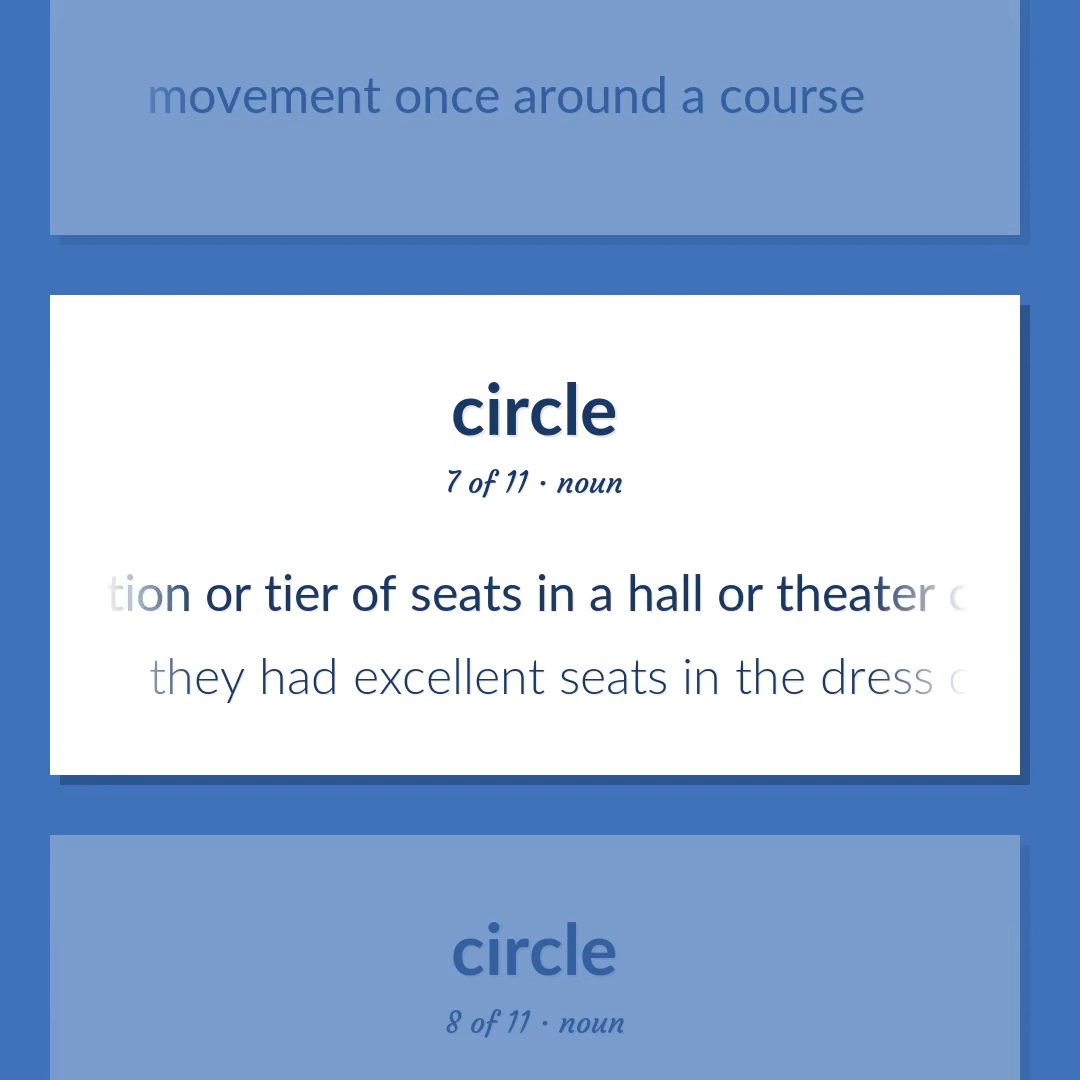 movement once around a course
circle
7 of 11 · noun
tion or tier of seats in a hall or theater
they had excellent seats in the dress
circle
8 of 11 · noun